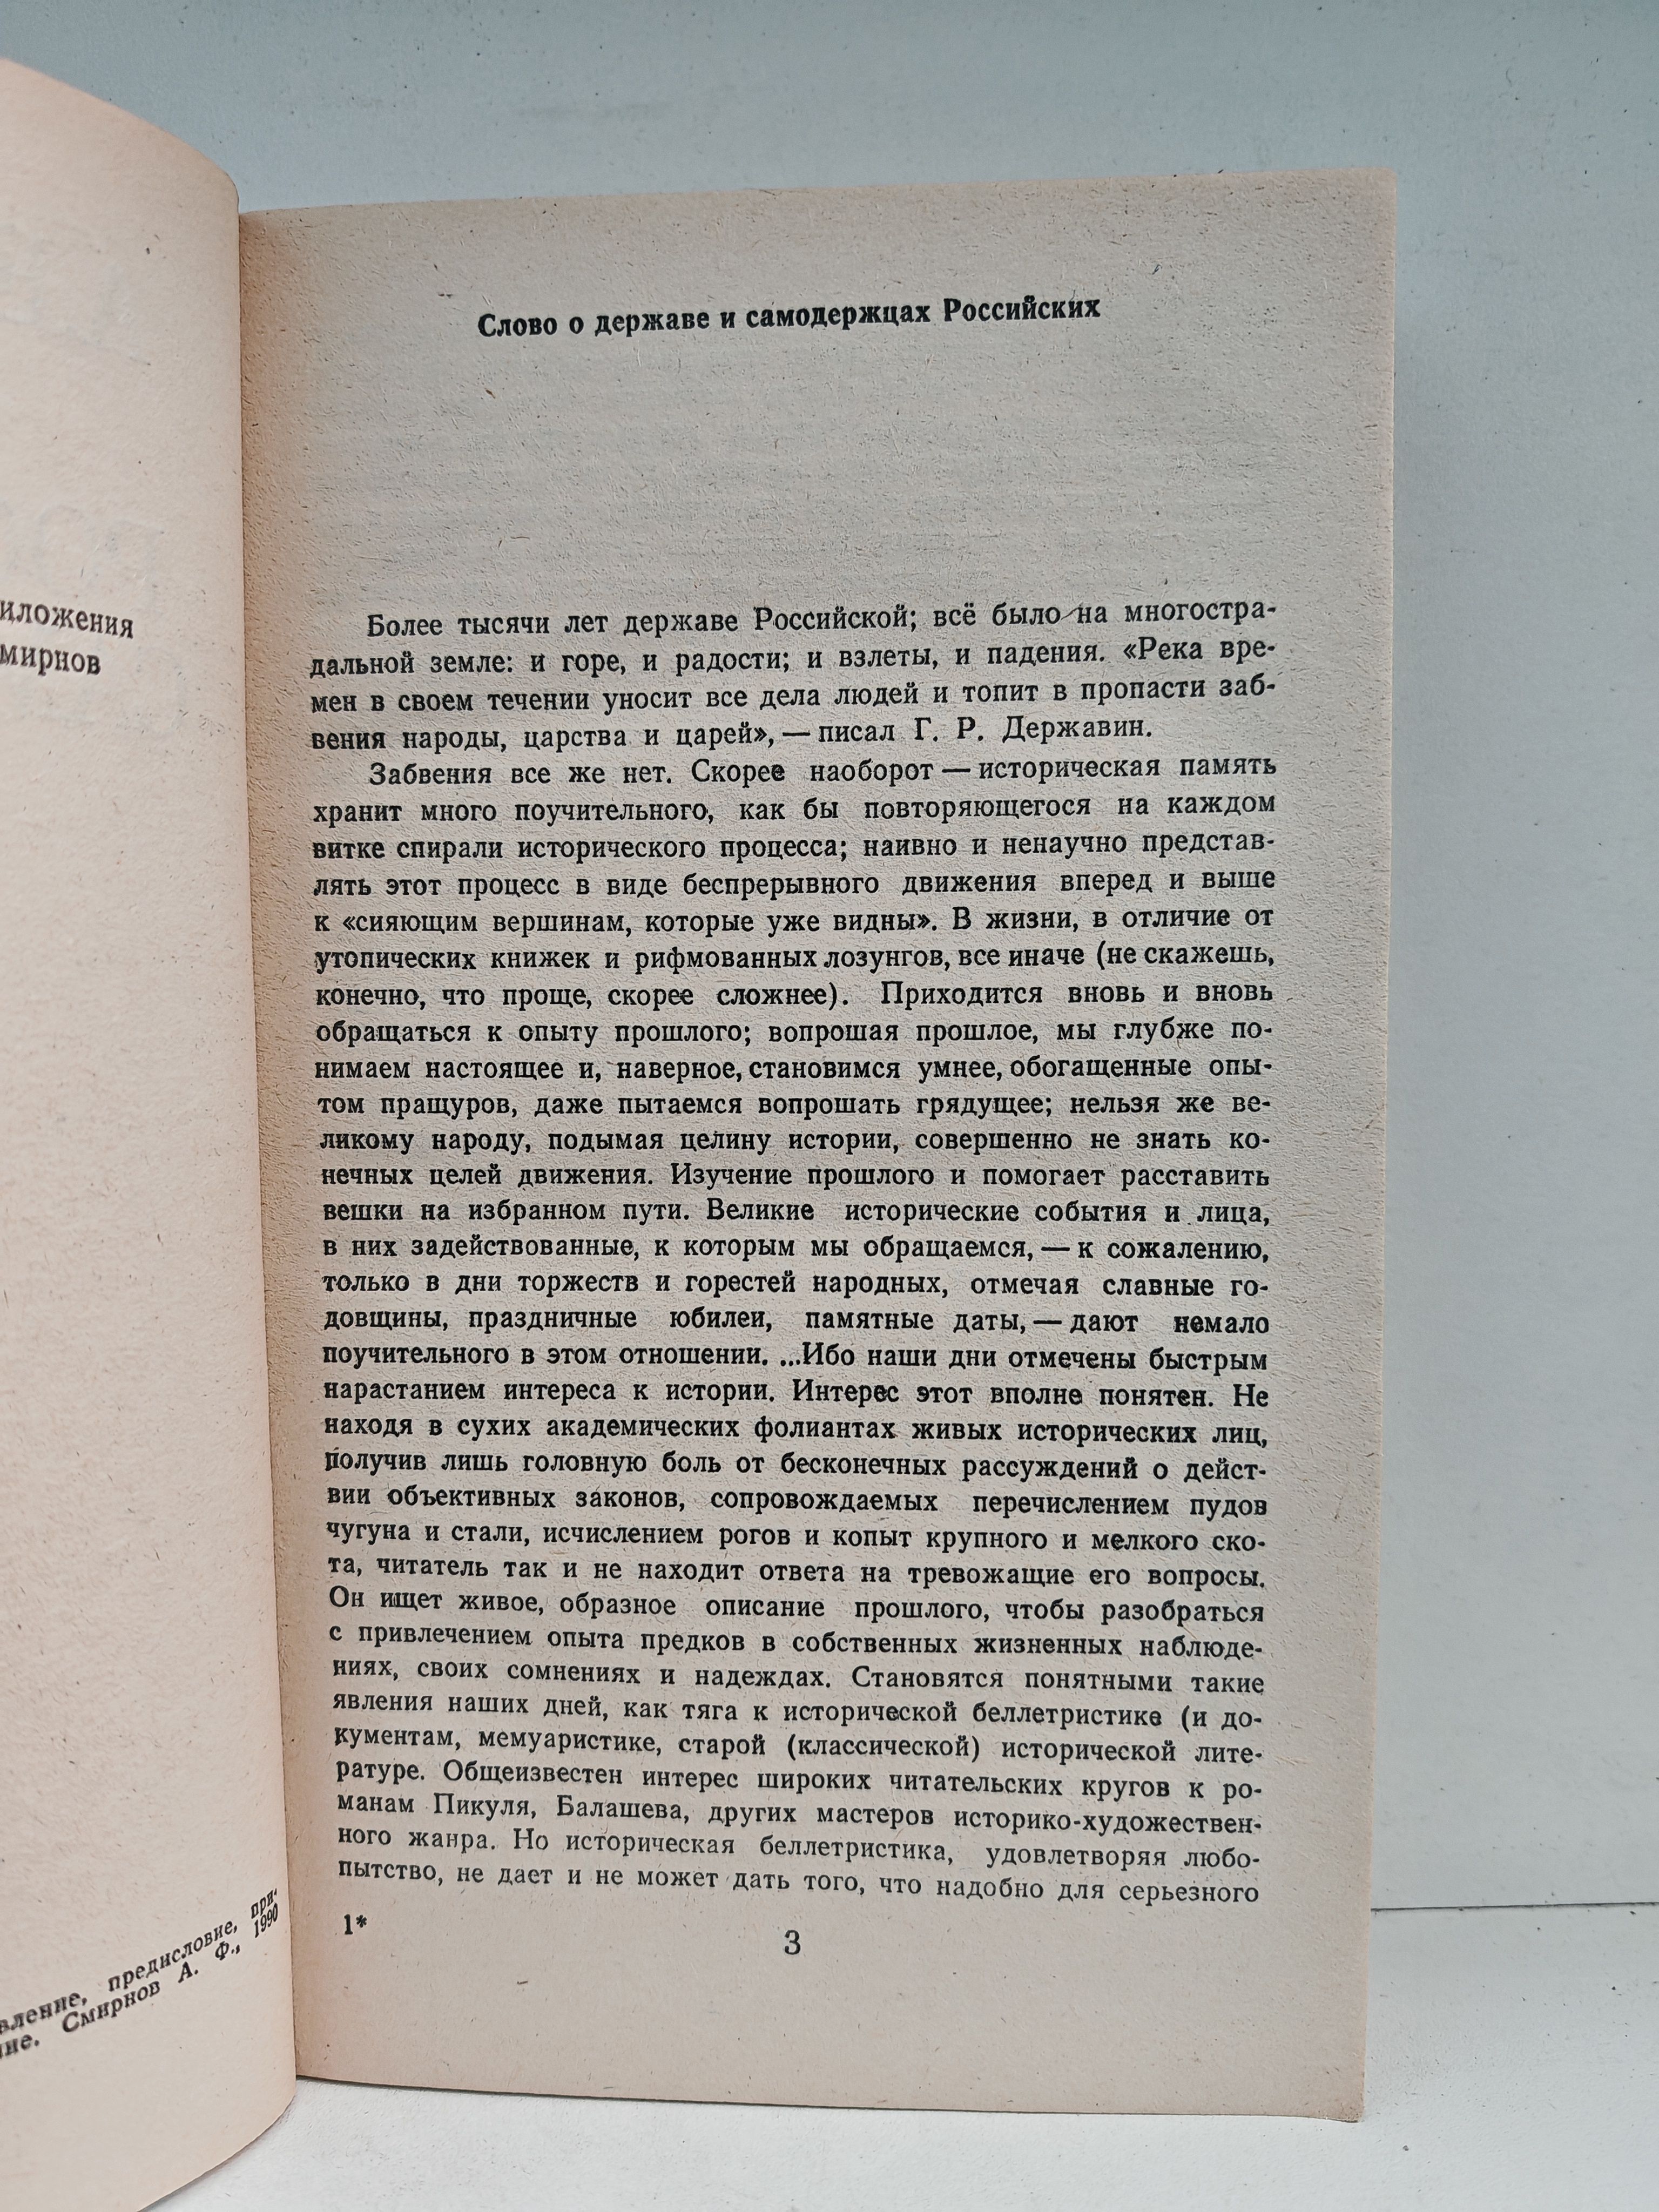 иложения
мирнов
вление, предисловие, при-
ние. Смирнов А. Ф., 1990
Слово о державе и самодержцах Российских
Более тысячи лет державе Российской; всё было на многостра-
дальной земле: и горе, и радости; и взлеты, и падения. «Река вре-
мен в своем течении уносит все дела людей и топит в пропасти заб-
вения народы, царства и царей», — писал Г. Р. Державин.
Забвения все же нет. Скорее наоборот — историческая память
хранит много поучительного, как бы повторяющегося на каждом
витке спирали исторического процесса; наивно и ненаучно представ-
лять этот процесс в виде беспрерывного движения вперед и выше
к «сияющим вершинам, которые уже видны». В жизни, в отличие от
утопических книжек и рифмованных лозунгов, все иначе (не скажешь,
конечно, что проще, скорее сложнее). Приходится вновь и вновь
обращаться к опыту прошлого; вопрошая прошлое, мы глубже по-
нимаем настоящее и, наверное, становимся умнее, обогащенные опы-
том пращуров, даже пытаемся вопрошать грядущее; нельзя же ве-
ликому народу, подымая целину истории, совершенно не знать ко-
нечных целей движения. Изучение прошлого и помогает расставить
вешки на избранном пути. Великие исторические события и лица,
в них задействованные, к которым мы обращаемся, — к сожалению,
только в дни торжеств и горестей народных, отмечая славные го-
довщины, праздничные юбилеи, памятные даты, — дают немало
поучительного в этом отношении. ...Ибо наши дни отмечены быстрым
нарастанием интереса к истории. Интерес этот вполне понятен. Не
находя в сухих академических фолиантах живых исторических лиц,
получив лишь головную боль от бесконечных рассуждений о дейст-
вии объективных законов, сопровождаемых перечислением пудов
чугуна и стали, исчислением рогов и копыт крупного и мелкого ско-
та, читатель так и не находит ответа на тревожащие его вопросы.
Он ищет живое, образное описание прошлого, чтобы разобраться
с привлечением опыта предков в собственных жизненных наблюде-
ниях, своих сомнениях и надеждах. Становятся понятными такие
явления наших дней, как тяга к исторической беллетристике (и до-
кументам, мемуаристике, старой (классической) исторической лите-
ратуре. Общеизвестен интерес широких читательских кругов к ро-
манам Пикуля, Балашева, других мастеров историко-художествен-
ного жанра. Но историческая беллетристика, удовлетворяя любо-
пытство, не дает и не может дать того, что надобно для серьезного
1*
3